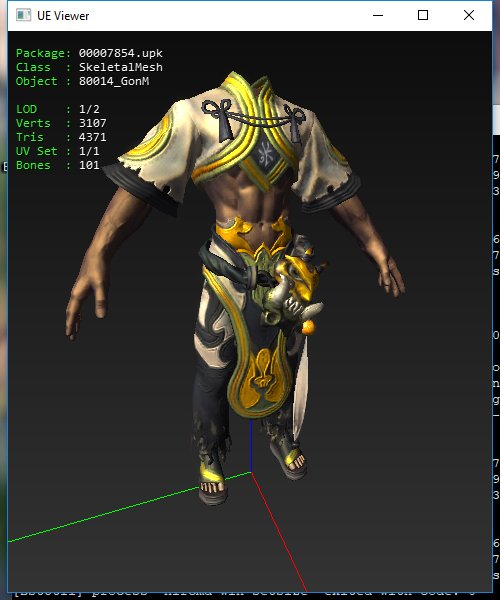 UE Viewer
Package: 00007854.upk
Class : SkeletalMesh
Object : 80014_GonM
LOD : 1/2
Verts : 3107
Tris : 4371
UV Set : 1/1
Bones : 101